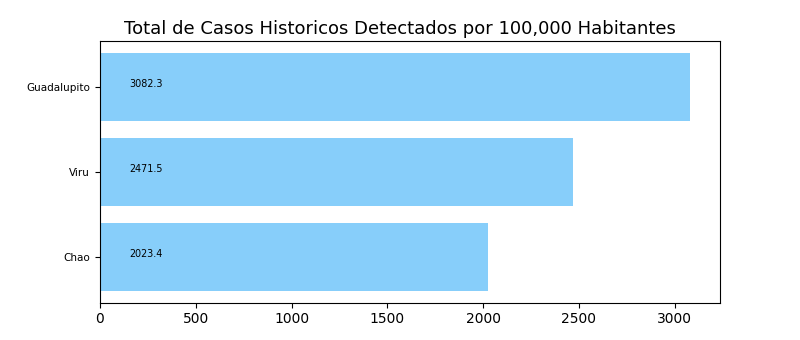 Total de Casos Historicos Detectados por 100,000 Habitantes
Guadalupito
3082.3
Viru
2471.5
Chao
2023.4
0 500 1000 1500 2000 2500 3000